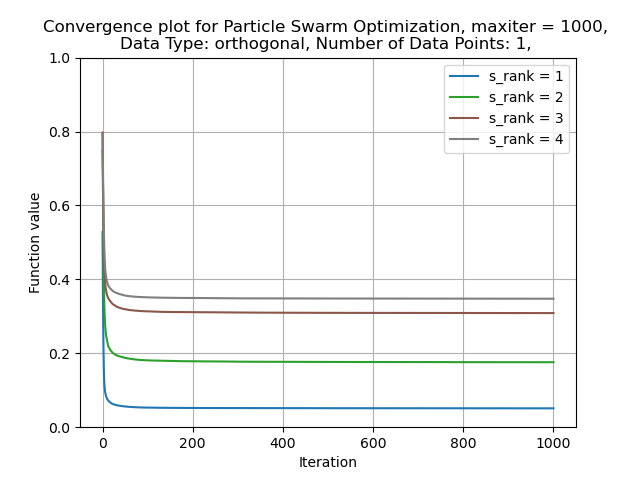 Convergence plot for Particle Swarm Optimization, maxiter = 1000,
Data Type: orthogonal, Number of Data Points: 1,
1.0
0.8
0.6
0.4
0.2
0.0
Function value
s_rank = 1
s_rank = 2
s_rank = 3
s_rank = 4
0 200 400 600 800 1000
Iteration